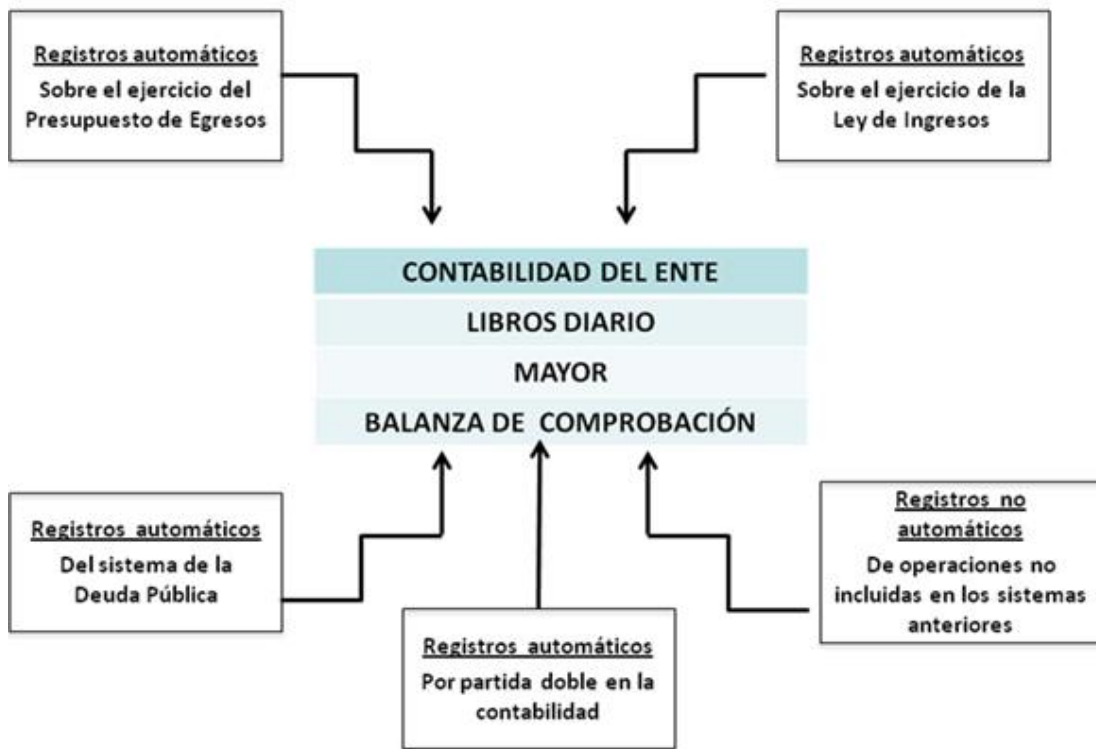 Registros automáticos
Sobre el ejercicio del
Presupuesto de Egresos
Registros automáticos
Sobre el ejercicio de la
Ley de Ingresos
CONTABILIDAD DEL ENTE
LIBROS DIARIO
MAYOR
BALANZA DE COMPROBACIÓN
Registros automáticos
Del sistema de la
Deuda Pública
Registros automáticos
Por partida doble en la
contabilidad
Registros no
automáticos
De operaciones no
incluidas en los sistemas
anteriores